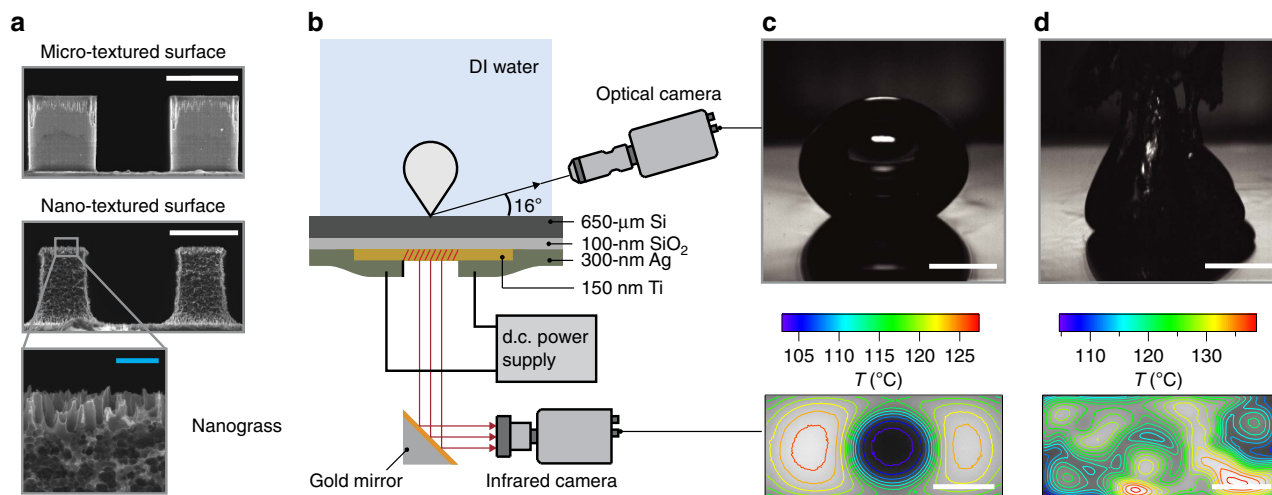 a
Micro-textured surface
Nano-textured surface
Nanograss
b
DI water
Optical camera
16°
650-μm Si
100-nm SiO₂
300-nm Ag
150 nm Ti
d.c. power
supply
Gold mirror
Infrared camera
c
105 110 115 120 125
T (°C)
d
110 120 130
T (°C)